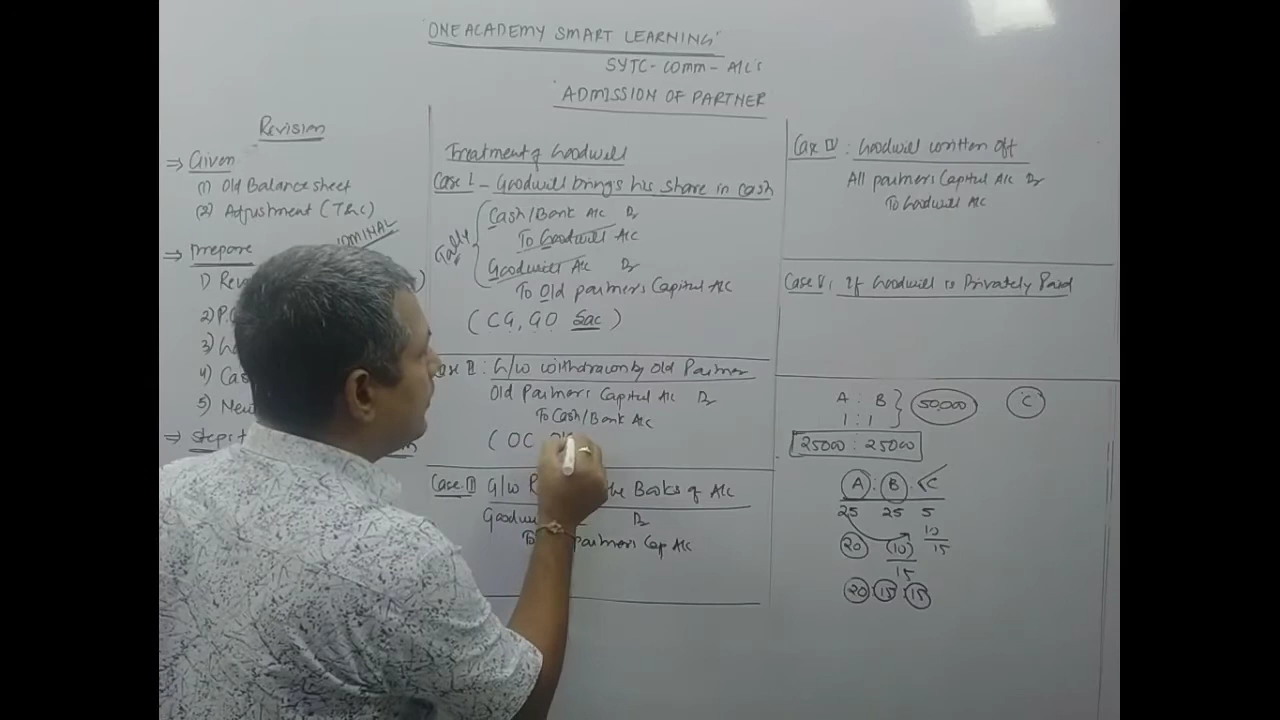 'ONE ACADEMY SMART LEARNING'
SYJC - COMM - A/C's
'ADMISSION OF PARTNER
Revision
⇒ Given
(1) Old Balance sheet
(2) Adjustment (T&C)
⇒ Prepare
1) Rev
)
2) P.
3)
4) Cas
5) New
⇒ Steps
Treatment of Goodwill
Case I - Goodwill bring's his share in cash
Tally
Cash/Bank A/c Dr
To Goodwill A/c
Goodwill A/c Dr
To Old partners Capital A/c
( CG, GO Sac )
Case II : G/w withdrawn by Old Partner
Old Partners Capital A/c Dr
To Cash/Bank A/c
( OC
Case III G/w R the Books of A/c
Goodwi Dr
To partners Cap A/c
Case IV : Goodwill written off
All partners Capital A/c Dr
To Goodwill A/c
Case V : If Goodwill is Privately Paid
A : B } 50,000 C
1 : 1
25000 : 25000
A : B : C
25 25 5
20 (10) 10
15 15
20 15 15